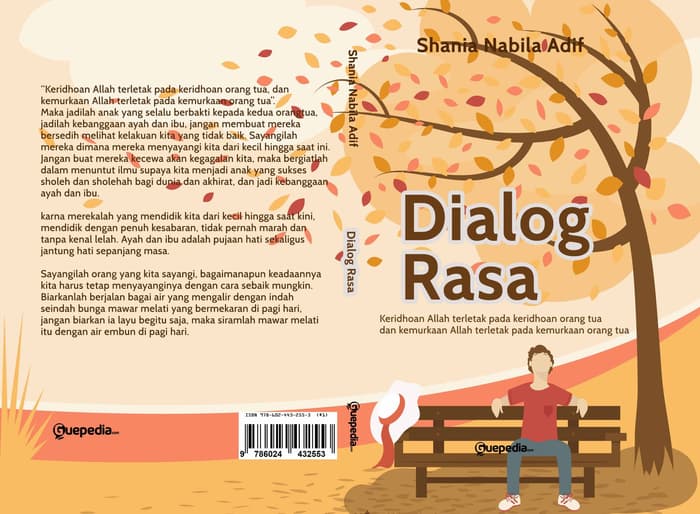 "Keridhoan Allah terletak pada keridhoan orang tua, dan
kemurkaan Allah terletak pada kemurkaan orang tua".
Maka jadilah anak yang selalu berbakti kepada kedua orangtua,
jadilah kebanggaan ayah dan ibu, jangan membuat mereka
bersedih melihat kelakuan kita yang tidak baik. Sayangilah
mereka dimana mereka menyayangi kita dari kecil hingga saat ini.
Jangan buat mereka kecewa akan kegagalan kita, maka bergiatlah
dalam menuntut ilmu supaya kita menjadi anak yang sukses
sholeh dan sholehah bagi dunia dan akhirat, dan jadi kebanggaan
ayah dan ibu.
karna merekalah yang mendidik kita dari kecil hingga saat kini,
mendidik dengan penuh kesabaran, tidak pernah marah dan
tanpa kenal lelah. Ayah dan ibu adalah pujaan hati sekaligus
jantung hati sepanjang masa.
Sayangilah orang yang kita sayangi, bagaimanapun keadaannya
kita harus tetap menyayanginya dengan cara sebaik mungkin.
Biarkanlah berjalan bagai air yang mengalir dengan indah
seindah bunga mawar melati yang bermekaran di pagi hari,
jangan biarkan ia layu begitu saja, maka siramlah mawar melati
itu dengan air embun di pagi hari.
Guepedia.com
ISBN 978-602-443-255-3 (#1)
9 786024 432553
Shania Nabila Adif
Dialog Rasa
Shania Nabila Adif
Dialog
Rasa
Keridhoan Allah terletak pada keridhoan orang tua
dan kemurkaan Allah terletak pada kemurkaan orang tua
Guepedia.com